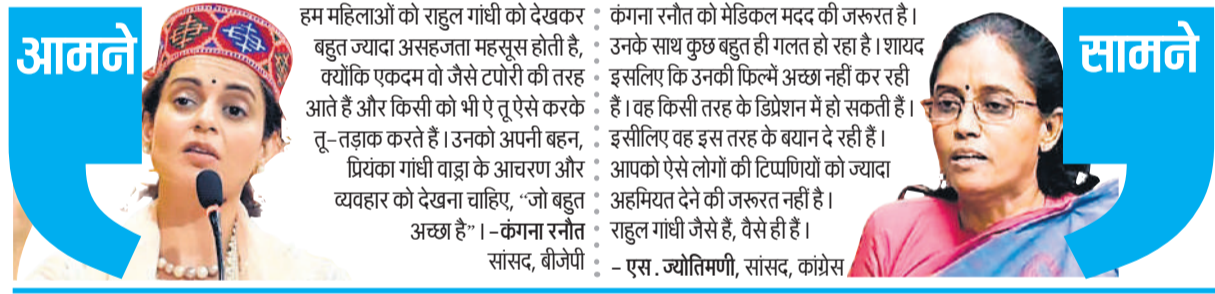 आमने
हम महिलाओं को राहुल गांधी को देखकर
बहुत ज्यादा असहजता महसूस होती है,
क्योंकि एकदम वो जैसे टपोरी की तरह
आते हैं और किसी को भी ऐ तू ऐसे करके
तू-तड़ाक करते हैं। उनको अपनी बहन,
प्रियंका गांधी वाड्रा के आचरण और
व्यवहार को देखना चाहिए, “जो बहुत
अच्छा है”। -कंगना रनौत
सांसद, बीजेपी
कंगना रनौत को मेडिकल मदद की जरूरत है।
उनके साथ कुछ बहुत ही गलत हो रहा है। शायद
इसलिए कि उनकी फिल्में अच्छा नहीं कर रही
हैं। वह किसी तरह के डिप्रेशन में हो सकती हैं।
इसीलिए वह इस तरह के बयान दे रही हैं।
आपको ऐसे लोगों की टिप्पणियों को ज्यादा
अहमियत देने की जरूरत नहीं है।
राहुल गांधी जैसे हैं, वैसे ही हैं।
- एस. ज्योतिमणी, सांसद, कांग्रेस
सामने